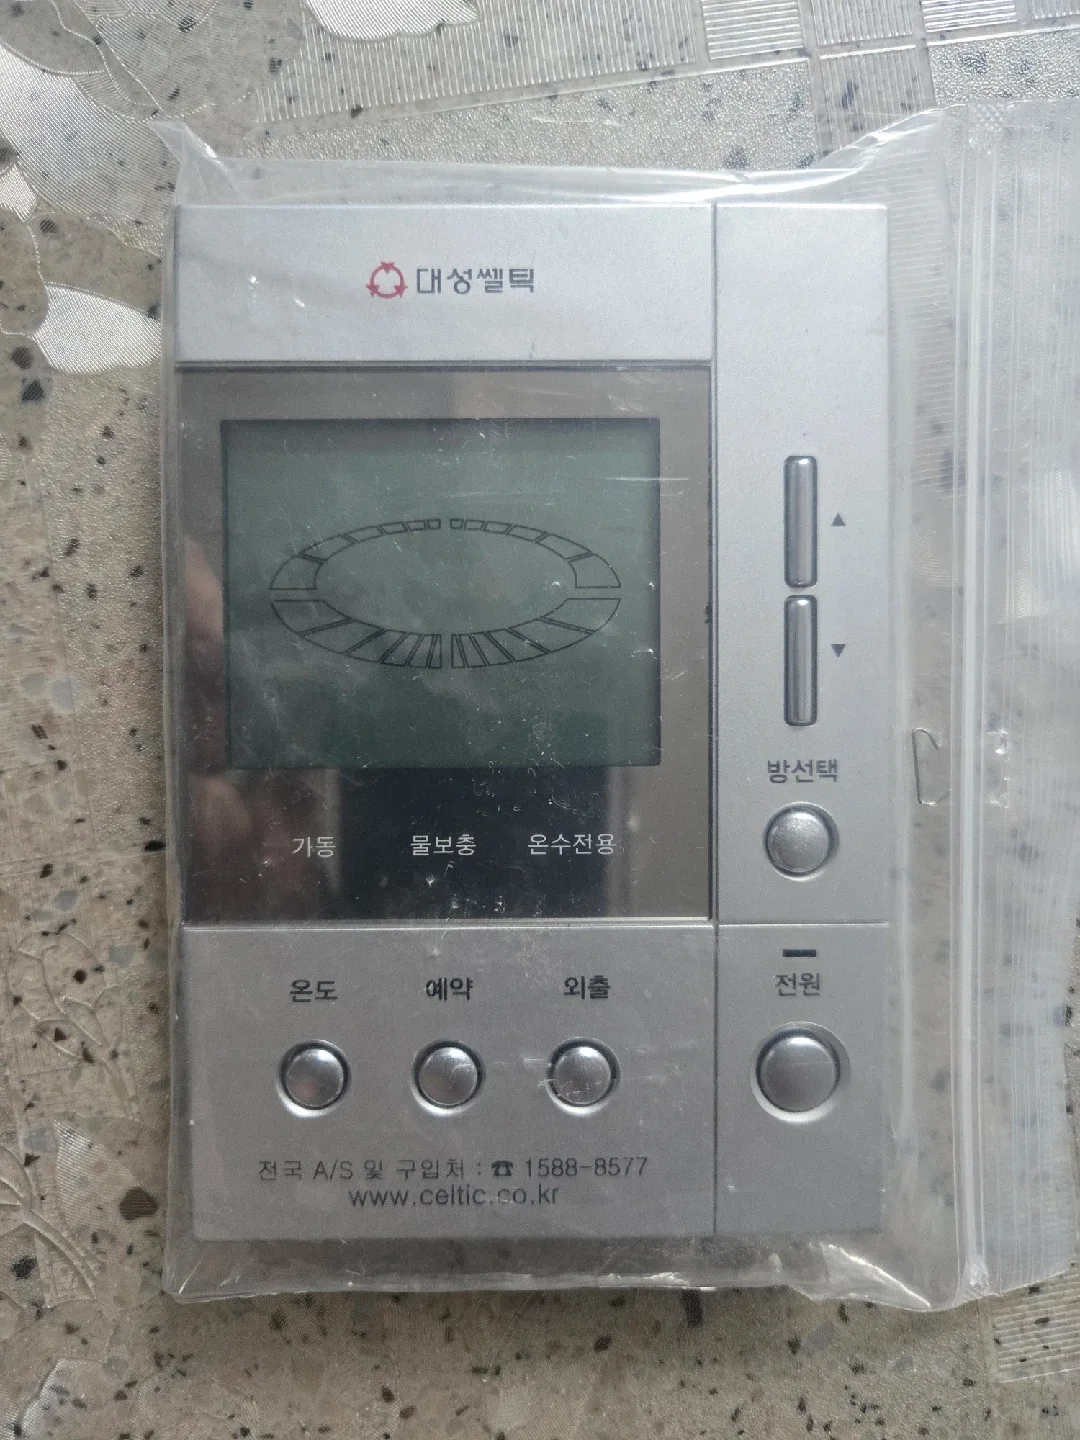 대성쎌틱
▲
▼
방선택
가동 물보충 온수전용
온도 예약 외출 전원
전국 A/S 및 구입처 : ☎ 1588-8577
www.celtic.co.kr